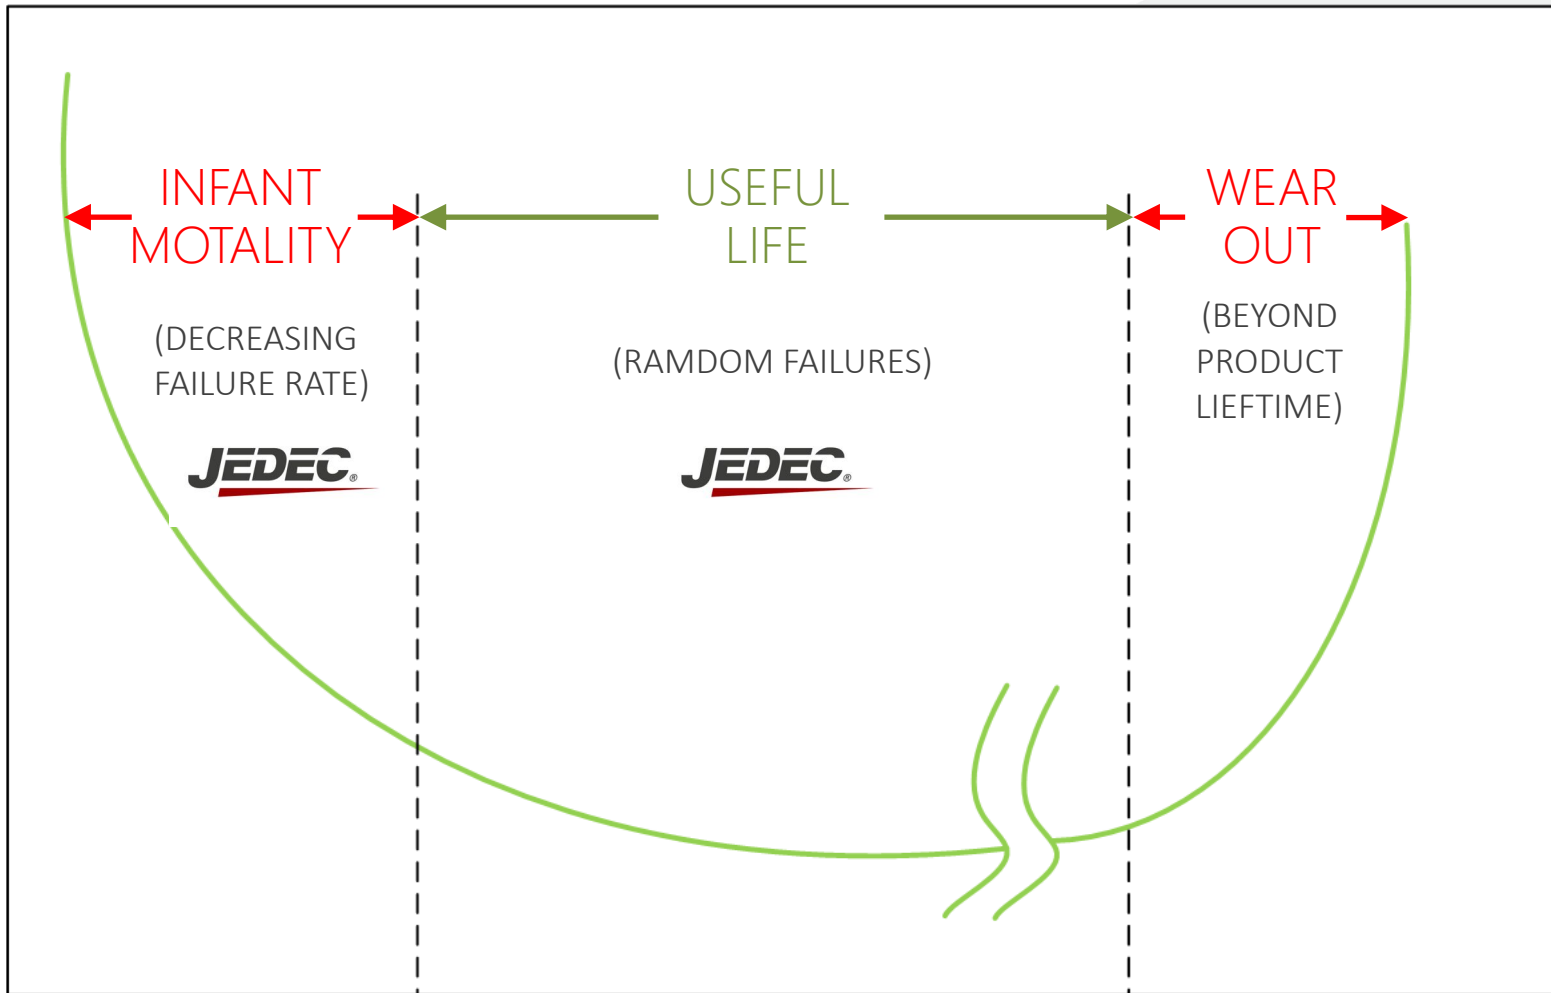 INFANT
MOTALITY
(DECREASING
FAILURE RATE)
JEDEC®
USEFUL
LIFE
(RAMDOM FAILURES)
JEDEC®
WEAR
OUT
(BEYOND
PRODUCT
LIEFTIME)